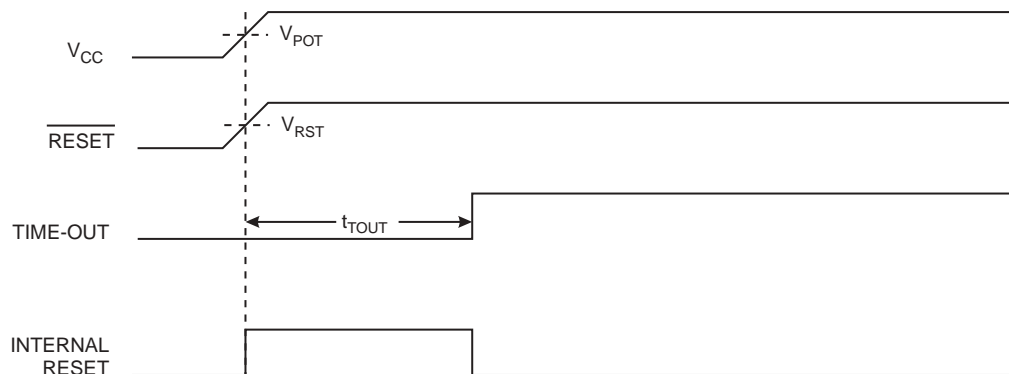 V_CC
V_POT
RESET
V_RST
TIME-OUT
t_TOUT
INTERNAL
RESET